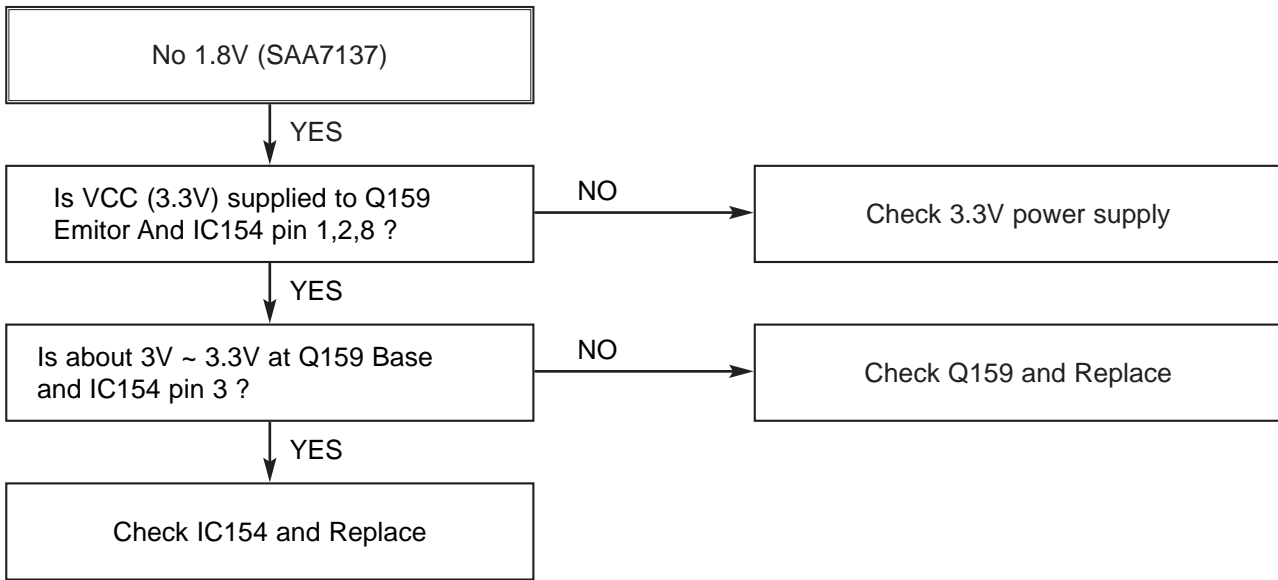 No 1.8V (SAA7137)
YES
Is VCC (3.3V) supplied to Q159
Emitor And IC154 pin 1,2,8 ?
NO
Check 3.3V power supply
YES
Is about 3V ~ 3.3V at Q159 Base
and IC154 pin 3 ?
NO
Check Q159 and Replace
YES
Check IC154 and Replace